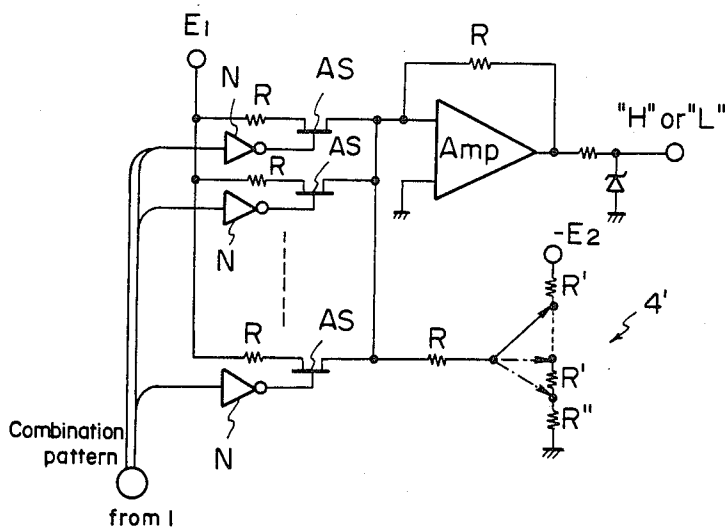 E1
R
N
R
AS
"H" or "L"
AS
Amp
R
N
-E2
R'
4'
AS
R
R
R'
R"
N
Combination
pattern
from 1